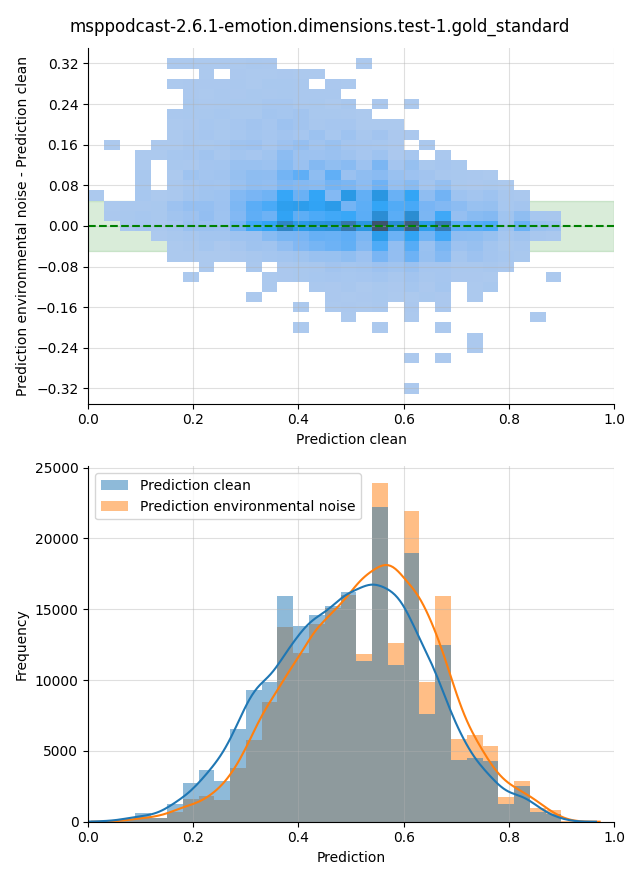 msppodcast-2.6.1-emotion.dimensions.test-1.gold_standard
Prediction environmental noise - Prediction clean
0.32
0.24
0.16
0.08
0.00
−0.08
−0.16
−0.24
−0.32
0.0 0.2 0.4 0.6 0.8 1.0
Prediction clean
Frequency
25000
20000
15000
10000
5000
0
Prediction clean
Prediction environmental noise
0.0 0.2 0.4 0.6 0.8 1.0
Prediction